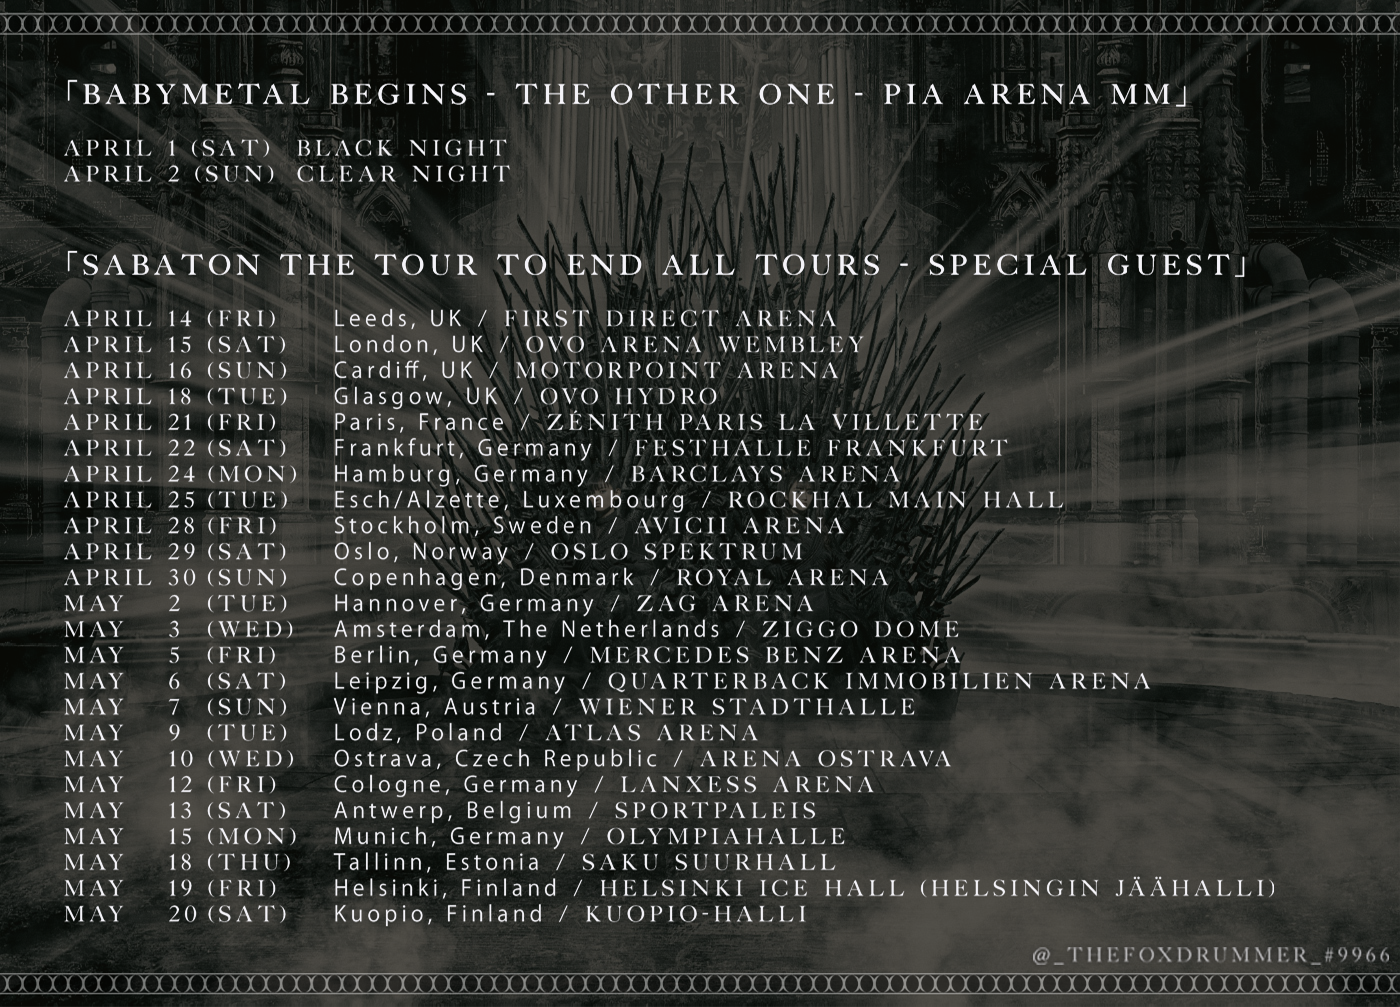 「BABYMETAL BEGINS - THE OTHER ONE - PIA ARENA MM」
APRIL 1 (SAT) BLACK NIGHT
APRIL 2 (SUN) CLEAR NIGHT
「SABATON THE TOUR TO END ALL TOURS - SPECIAL GUEST」
APRIL 14 (FRI) Leeds, UK / FIRST DIRECT ARENA
APRIL 15 (SAT) London, UK / OVO ARENA WEMBLEY
APRIL 16 (SUN) Cardiff, UK / MOTORPOINT ARENA
APRIL 18 (TUE) Glasgow, UK / OVO HYDRO
APRIL 21 (FRI) Paris, France / ZÉNITH PARIS LA VILLETTE
APRIL 22 (SAT) Frankfurt, Germany / FESTHALLE FRANKFURT
APRIL 24 (MON) Hamburg, Germany / BARCLAYS ARENA
APRIL 25 (TUE) Esch/Alzette, Luxembourg / ROCKHAL MAIN HALL
APRIL 28 (FRI) Stockholm, Sweden / AVICII ARENA
APRIL 29 (SAT) Oslo, Norway / OSLO SPEKTRUM
APRIL 30 (SUN) Copenhagen, Denmark / ROYAL ARENA
MAY 2 (TUE) Hannover, Germany / ZAG ARENA
MAY 3 (WED) Amsterdam, The Netherlands / ZIGGO DOME
MAY 5 (FRI) Berlin, Germany / MERCEDES BENZ ARENA
MAY 6 (SAT) Leipzig, Germany / QUARTERBACK IMMOBILIEN ARENA
MAY 7 (SUN) Vienna, Austria / WIENER STADTHALLE
MAY 9 (TUE) Lodz, Poland / ATLAS ARENA
MAY 10 (WED) Ostrava, Czech Republic / ARENA OSTRAVA
MAY 12 (FRI) Cologne, Germany / LANXESS ARENA
MAY 13 (SAT) Antwerp, Belgium / SPORTPALEIS
MAY 15 (MON) Munich, Germany / OLYMPIAHALLE
MAY 18 (THU) Tallinn, Estonia / SAKU SUURHALL
MAY 19 (FRI) Helsinki, Finland / HELSINKI ICE HALL (HELSINGIN JÄÄHALLI)
MAY 20 (SAT) Kuopio, Finland / KUOPIO-HALLI
@_THEFOXDRUMMER_#9966